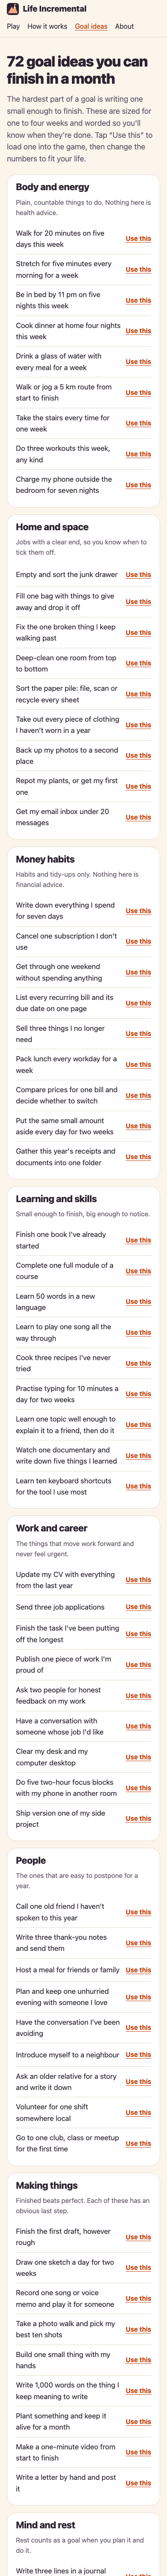 Life Incremental
Play How it works Goal ideas About
72 goal ideas you can
finish in a month
The hardest part of a goal is writing one
small enough to finish. These are sized for
one to four weeks and worded so you'll
know when they're done. Tap "Use this" to
load one into the game, then change the
numbers to fit your life.
Body and energy
Plain, countable things to do. Nothing here is
health advice.
Walk for 20 minutes on five
days this week
Use this
Stretch for five minutes every
morning for a week
Use this
Be in bed by 11 pm on five
nights this week
Use this
Cook dinner at home four nights
this week
Use this
Drink a glass of water with
every meal for a week
Use this
Walk or jog a 5 km route from
start to finish
Use this
Take the stairs every time for
one week
Use this
Do three workouts this week,
any kind
Use this
Charge my phone outside the
bedroom for seven nights
Use this
Home and space
Jobs with a clear end, so you know when to
tick them off.
Empty and sort the junk drawer
Use this
Fill one bag with things to give
away and drop it off
Use this
Fix the one broken thing I keep
walking past
Use this
Deep-clean one room from top
to bottom
Use this
Sort the paper pile: file, scan or
recycle every sheet
Use this
Take out every piece of clothing
I haven't worn in a year
Use this
Back up my photos to a second
place
Use this
Repot my plants, or get my first
one
Use this
Get my email inbox under 20
messages
Use this
Money habits
Habits and tidy-ups only. Nothing here is
financial advice.
Write down everything I spend
for seven days
Use this
Cancel one subscription I don't
use
Use this
Get through one weekend
without spending anything
Use this
List every recurring bill and its
due date on one page
Use this
Sell three things I no longer
need
Use this
Pack lunch every workday for a
week
Use this
Compare prices for one bill and
decide whether to switch
Use this
Put the same small amount
aside every day for two weeks
Use this
Gather this year's receipts and
documents into one folder
Use this
Learning and skills
Small enough to finish, big enough to notice.
Finish one book I've already
started
Use this
Complete one full module of a
course
Use this
Learn 50 words in a new
language
Use this
Learn to play one song all the
way through
Use this
Cook three recipes I've never
tried
Use this
Practise typing for 10 minutes a
day for two weeks
Use this
Learn one topic well enough to
explain it to a friend, then do it
Use this
Watch one documentary and
write down five things I learned
Use this
Learn ten keyboard shortcuts
for the tool I use most
Use this
Work and career
The things that move work forward and
never feel urgent.
Update my CV with everything
from the last year
Use this
Send three job applications
Use this
Finish the task I've been putting
off the longest
Use this
Publish one piece of work I'm
proud of
Use this
Ask two people for honest
feedback on my work
Use this
Have a conversation with
someone whose job I'd like
Use this
Clear my desk and my
computer desktop
Use this
Do five two-hour focus blocks
with my phone in another room
Use this
Ship version one of my side
project
Use this
People
The ones that are easy to postpone for a
year.
Call one old friend I haven't
spoken to this year
Use this
Write three thank-you notes
and send them
Use this
Host a meal for friends or family
Use this
Plan and keep one unhurried
evening with someone I love
Use this
Have the conversation I've been
avoiding
Use this
Introduce myself to a neighbour
Use this
Ask an older relative for a story
and write it down
Use this
Volunteer for one shift
somewhere local
Use this
Go to one club, class or meetup
for the first time
Use this
Making things
Finished beats perfect. Each of these has an
obvious last step.
Finish the first draft, however
rough
Use this
Draw one sketch a day for two
weeks
Use this
Record one song or voice
memo and play it for someone
Use this
Take a photo walk and pick my
best ten shots
Use this
Build one small thing with my
hands
Use this
Write 1,000 words on the thing I
keep meaning to write
Use this
Plant something and keep it
alive for a month
Use this
Make a one-minute video from
start to finish
Use this
Write a letter by hand and post
it
Use this
Mind and rest
Rest counts as a goal when you plan it and
do it.
Write three lines in a journal